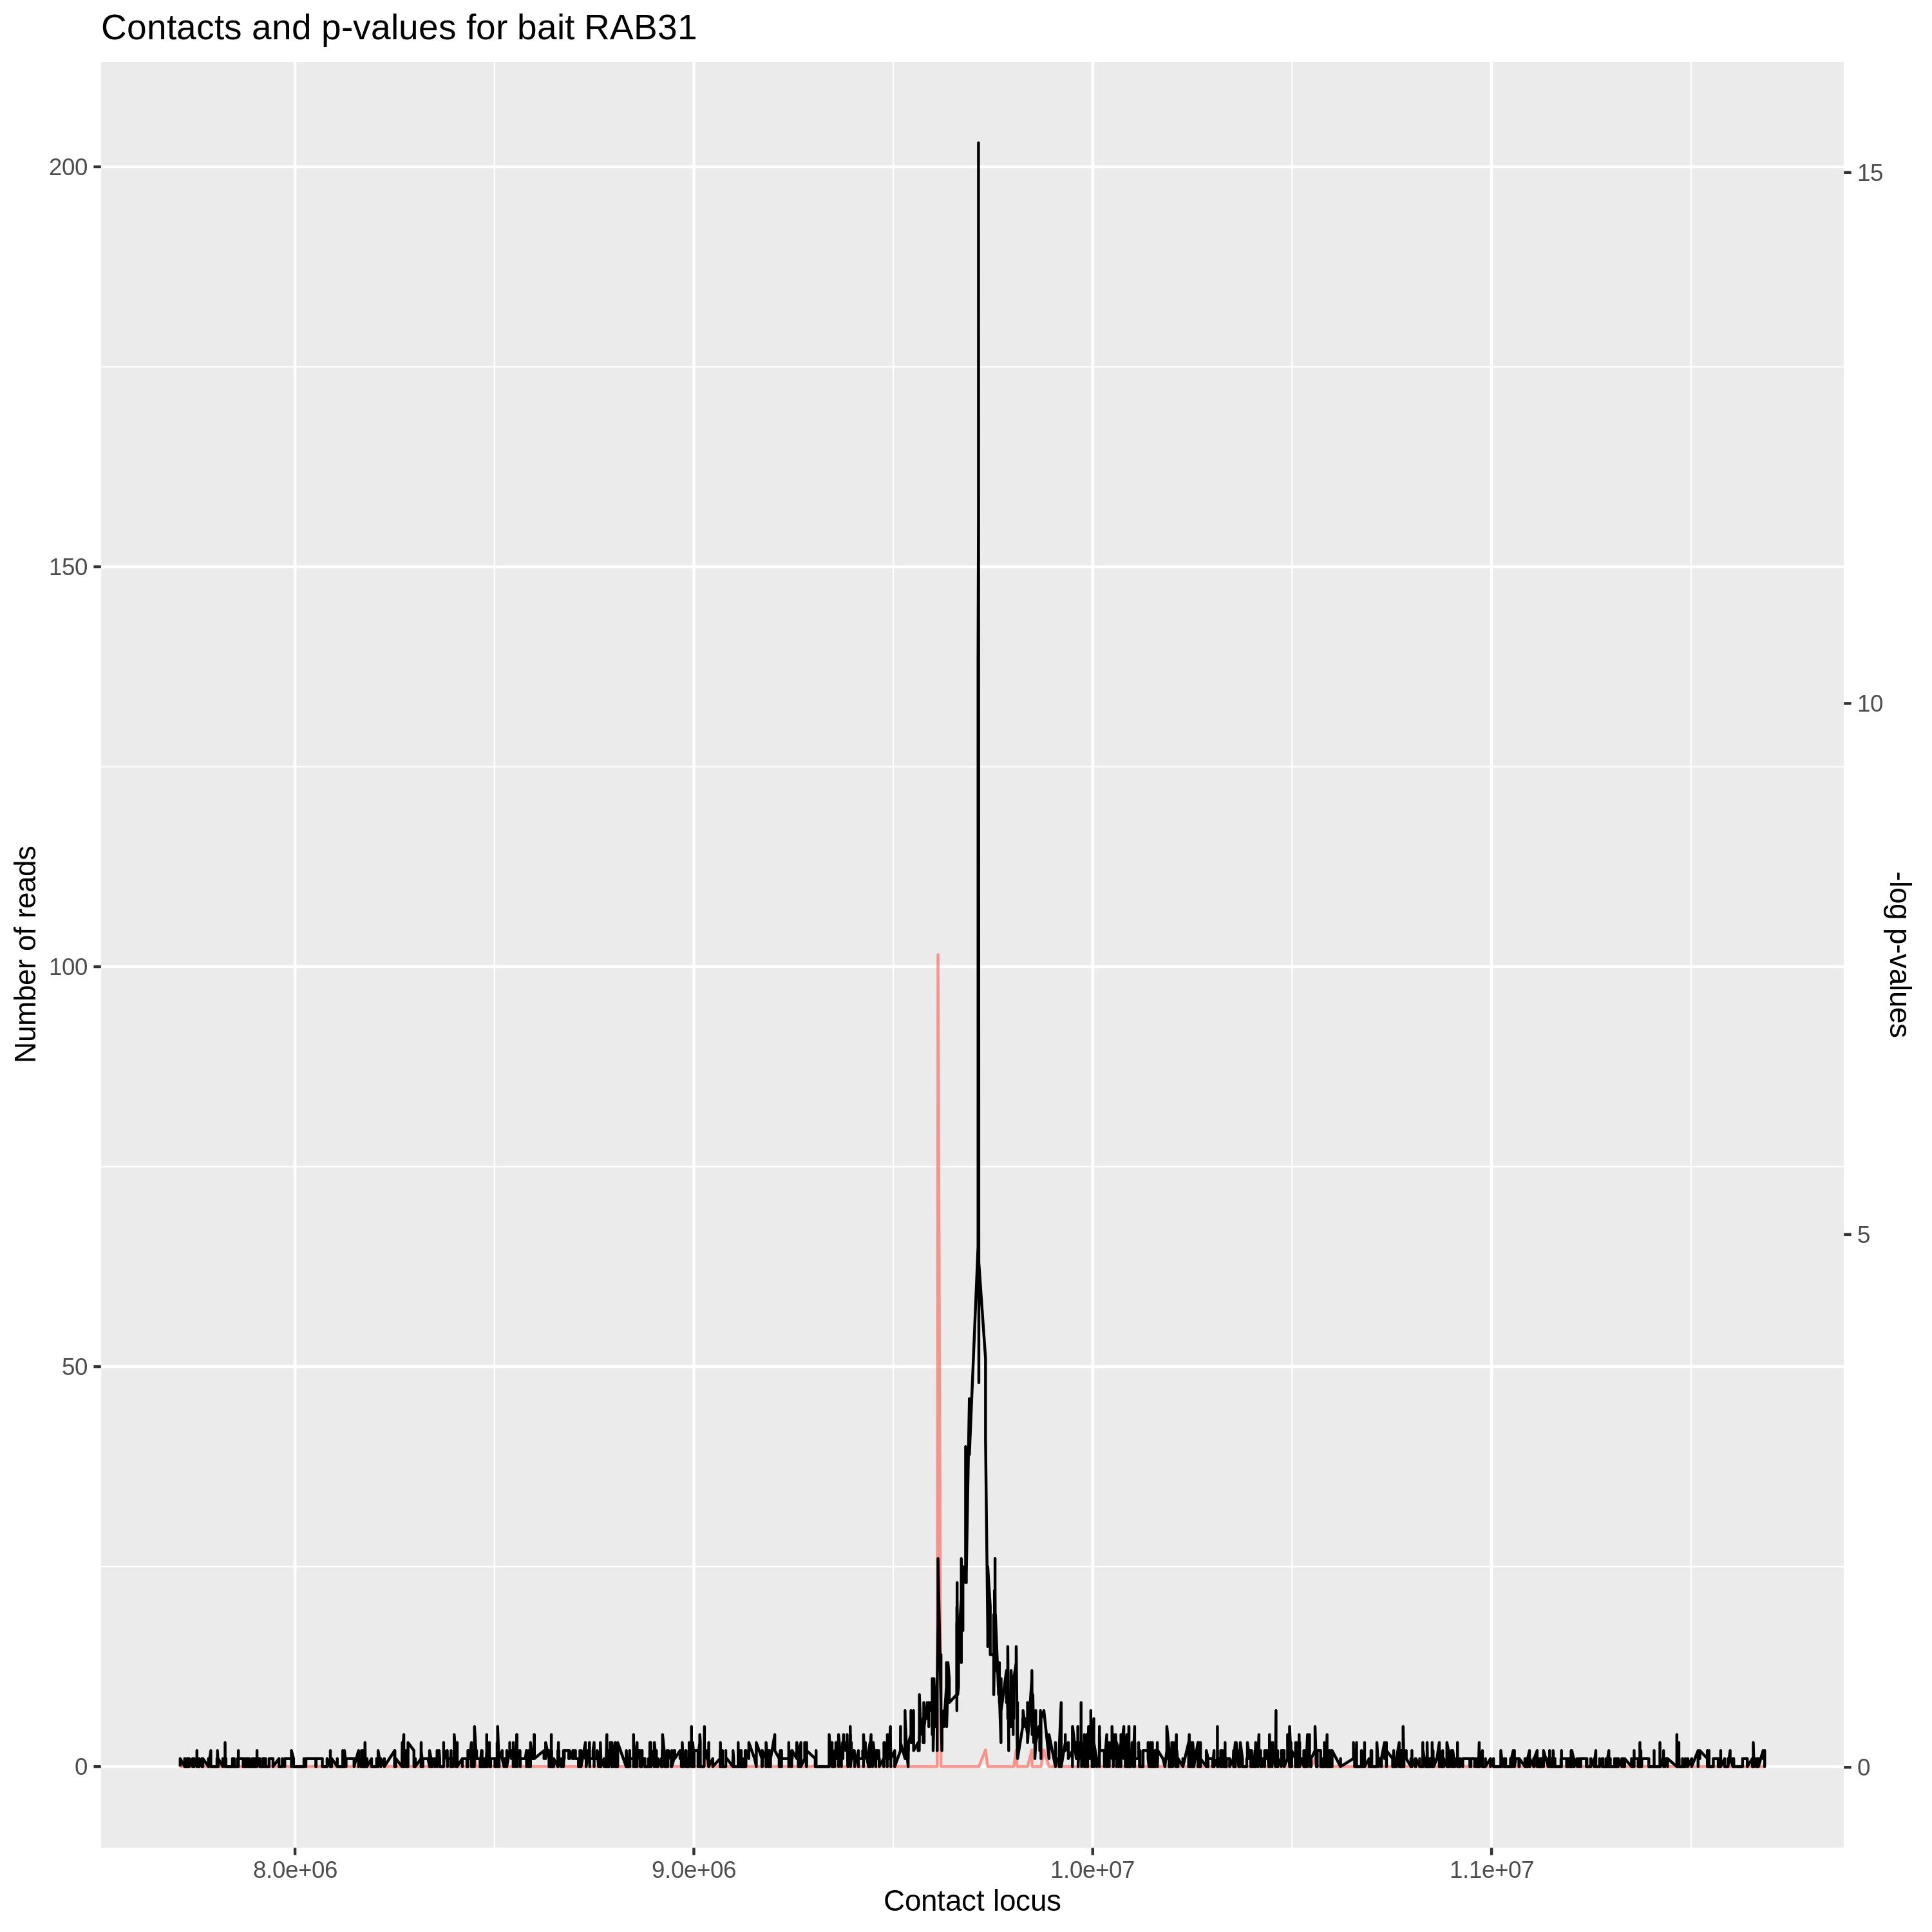 Contacts and p-values for bait RAB31
200
150
100
50
0
Number of reads
15
10
5
0
-log p-values
8.0e+06
9.0e+06
1.0e+07
1.1e+07
Contact locus